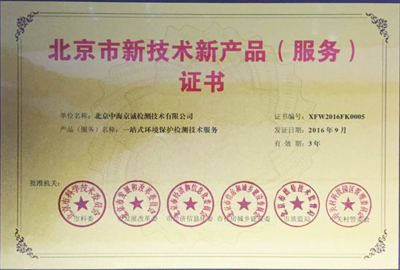 北京市新技术新产品（服务）
证书
单位名称：北京中海京诚检测技术有限公司
证书编号：XFW2016FK0005
产品（服务）名称：一站式环境保护检测技术服务
发证日期：2016年9月
有效期：3年
批准机关：